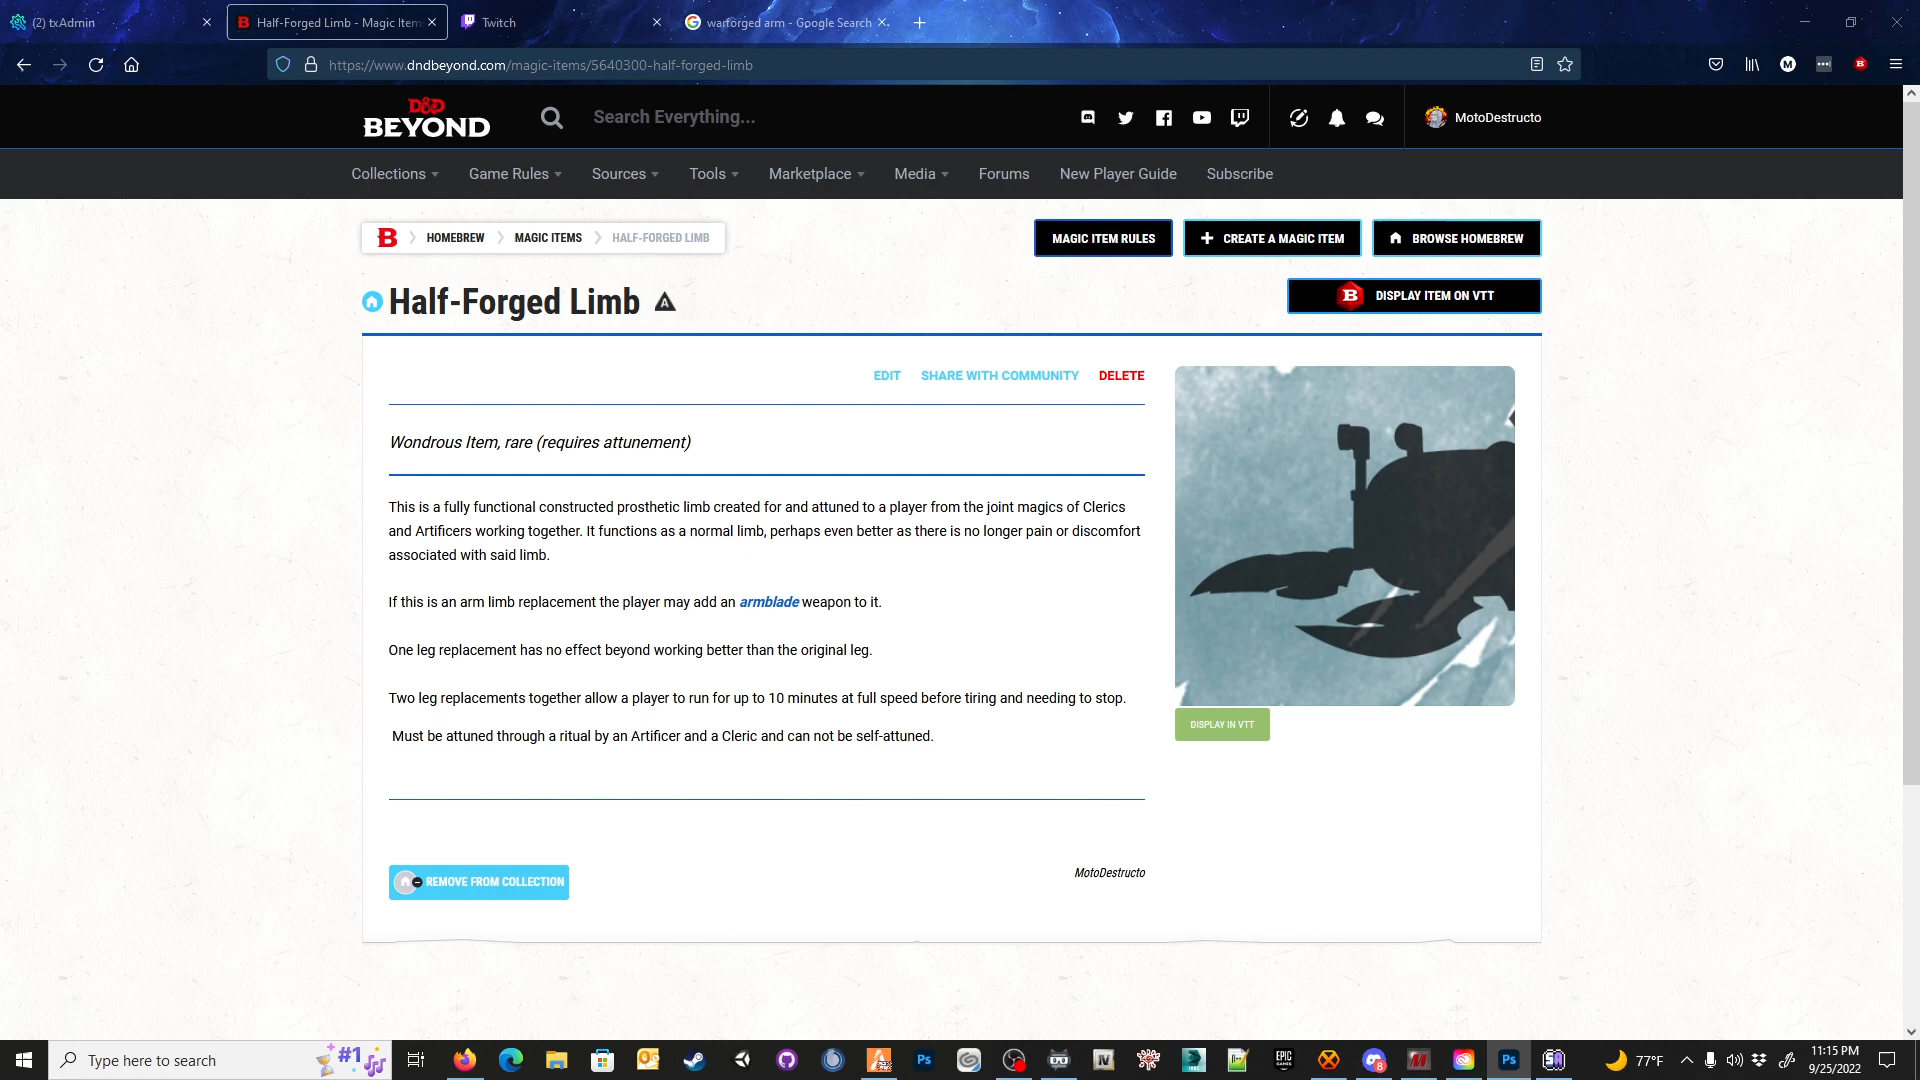 (2) txAdmin
Half-Forged Limb - Magic Item
Twitch
warforged arm - Google Search
https://www.dndbeyond.com/magic-items/5640300-half-forged-limb
D&D
BEYOND
Search Everything...
MotoDestructo
Collections
Game Rules
Sources
Tools
Marketplace
Media
Forums
New Player Guide
Subscribe
B
HOMEBREW
MAGIC ITEMS
HALF-FORGED LIMB
MAGIC ITEM RULES
CREATE A MAGIC ITEM
BROWSE HOMEBREW
Half-Forged Limb
A
B
DISPLAY ITEM ON VTT
EDIT
SHARE WITH COMMUNITY
DELETE
Wondrous Item, rare (requires attunement)
This is a fully functional constructed prosthetic limb created for and attuned to a player from the joint magics of Clerics
and Artificers working together. It functions as a normal limb, perhaps even better as there is no longer pain or discomfort
associated with said limb.
If this is an arm limb replacement the player may add an armblade weapon to it.
One leg replacement has no effect beyond working better than the original leg.
Two leg replacements together allow a player to run for up to 10 minutes at full speed before tiring and needing to stop.
Must be attuned through a ritual by an Artificer and a Cleric and can not be self-attuned.
DISPLAY IN VTT
REMOVE FROM COLLECTION
MotoDestructo
Type here to search
#1
77°F
11:15 PM
9/25/2022